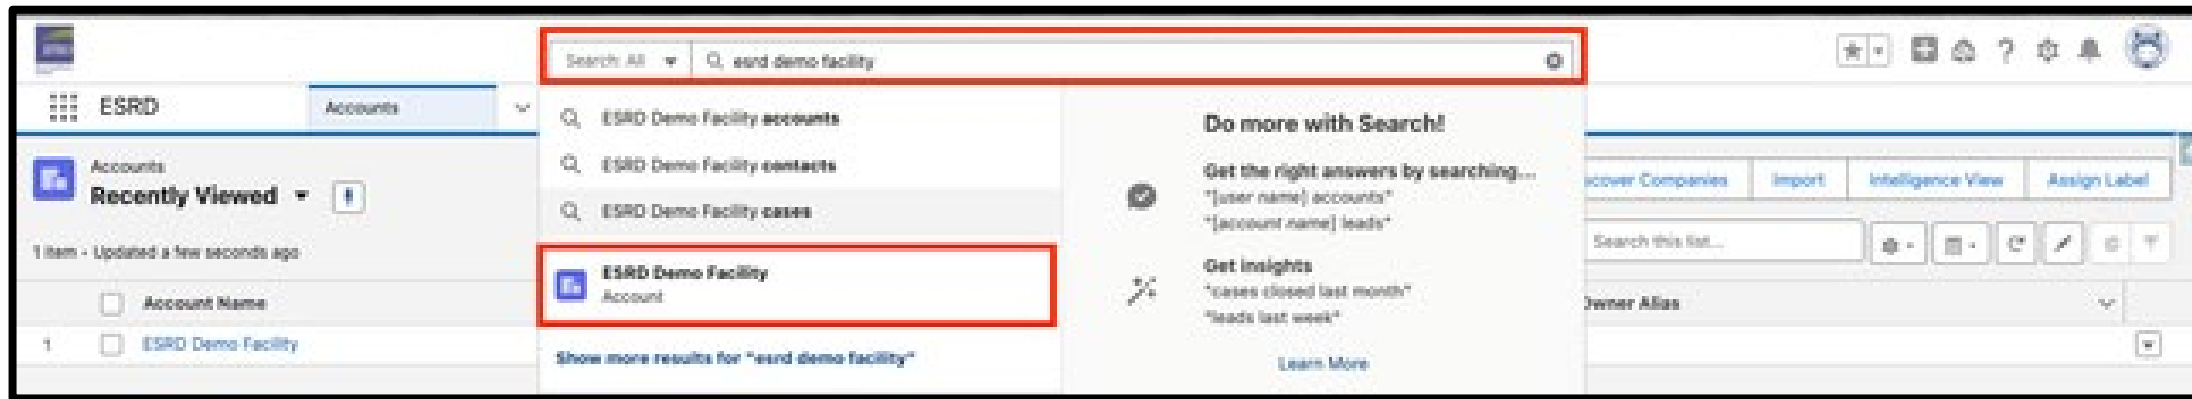 Search: All esrd demo facility
ESRD Accounts
ESRD Demo Facility accounts
ESRD Demo Facility contacts
ESRD Demo Facility cases
ESRD Demo Facility
Account
Show more results for "esrd demo facility"
Do more with Search!
Get the right answers by searching...
"[user name] accounts"
"[account name] leads"
Get insights
"cases closed last month"
"leads last week"
Learn More
Accounts
Recently Viewed
1 item - Updated a few seconds ago
Account Name
1 ESRD Demo Facility
Companies Import Intelligence View Assign Label
Search this list...
Owner Alias